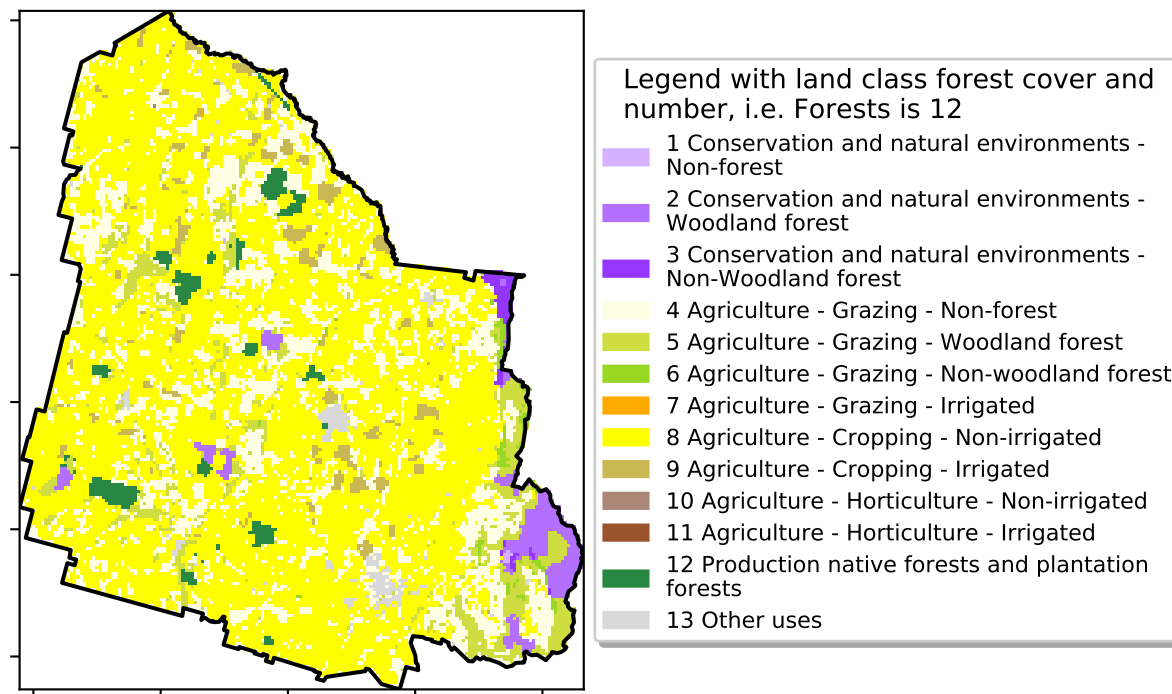 Legend with land class forest cover and
number, i.e. Forests is 12
1 Conservation and natural environments -
Non-forest
2 Conservation and natural environments -
Woodland forest
3 Conservation and natural environments -
Non-Woodland forest
4 Agriculture - Grazing - Non-forest
5 Agriculture - Grazing - Woodland forest
6 Agriculture - Grazing - Non-woodland forest
7 Agriculture - Grazing - Irrigated
8 Agriculture - Cropping - Non-irrigated
9 Agriculture - Cropping - Irrigated
10 Agriculture - Horticulture - Non-irrigated
11 Agriculture - Horticulture - Irrigated
12 Production native forests and plantation
forests
13 Other uses